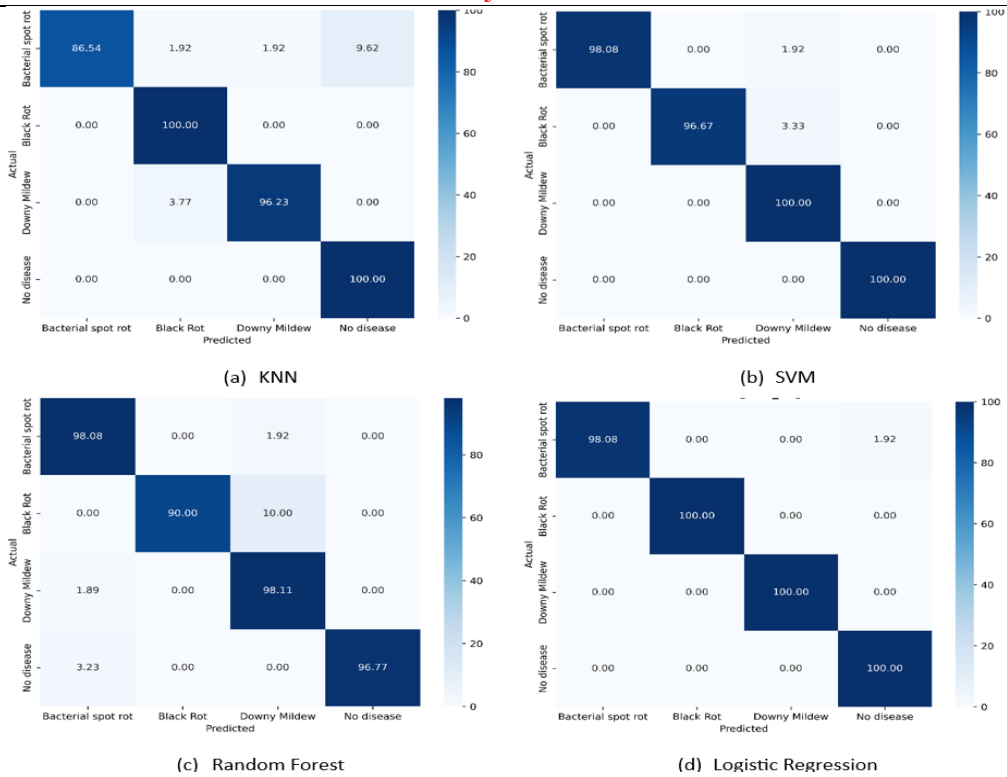 100
Bacterial spot rot 86.54 1.92 1.92 9.62
80
Black Rot 0.00 100.00 0.00 0.00
60
Actual
40
Downy Mildew 0.00 3.77 96.23 0.00
20
No disease 0.00 0.00 0.00 100.00
0
Bacterial spot rot Black Rot Downy Mildew No disease
Predicted
(a) KNN
100
Bacterial spot rot 98.08 0.00 1.92 0.00
80
Black Rot 0.00 96.67 3.33 0.00
60
Actual
40
Downy Mildew 0.00 0.00 100.00 0.00
20
No disease 0.00 0.00 0.00 100.00
0
Bacterial spot rot Black Rot Downy Mildew No disease
Predicted
(b) SVM
Bacterial spot rot 98.08 0.00 1.92 0.00
80
Black Rot 0.00 90.00 10.00 0.00
60
Actual
40
Downy Mildew 1.89 0.00 98.11 0.00
20
No disease 3.23 0.00 0.00 96.77
0
Bacterial spot rot Black Rot Downy Mildew No disease
Predicted
(c) Random Forest
100
Bacterial spot rot 98.08 0.00 0.00 1.92
80
Black Rot 0.00 100.00 0.00 0.00
60
Actual
40
Downy Mildew 0.00 0.00 100.00 0.00
20
No disease 0.00 0.00 0.00 100.00
0
Bacterial spot rot Black Rot Downy Mildew No disease
Predicted
(d) Logistic Regression